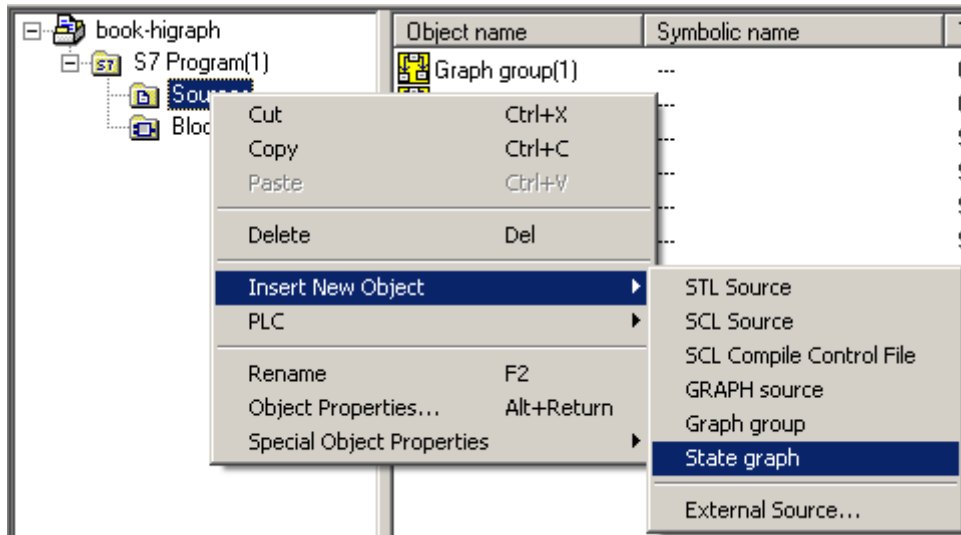 book-higraph
Object name Symbolic name
S7 Program(1)
Graph group(1) ---
---
Cut Ctrl+X
Copy Ctrl+C
---
Paste Ctrl+V
---
---
Delete Del
---
Insert New Object
STL Source
PLC
SCL Source
SCL Compile Control File
Rename F2
GRAPH source
Object Properties... Alt+Return
Graph group
Special Object Properties
State graph
External Source...